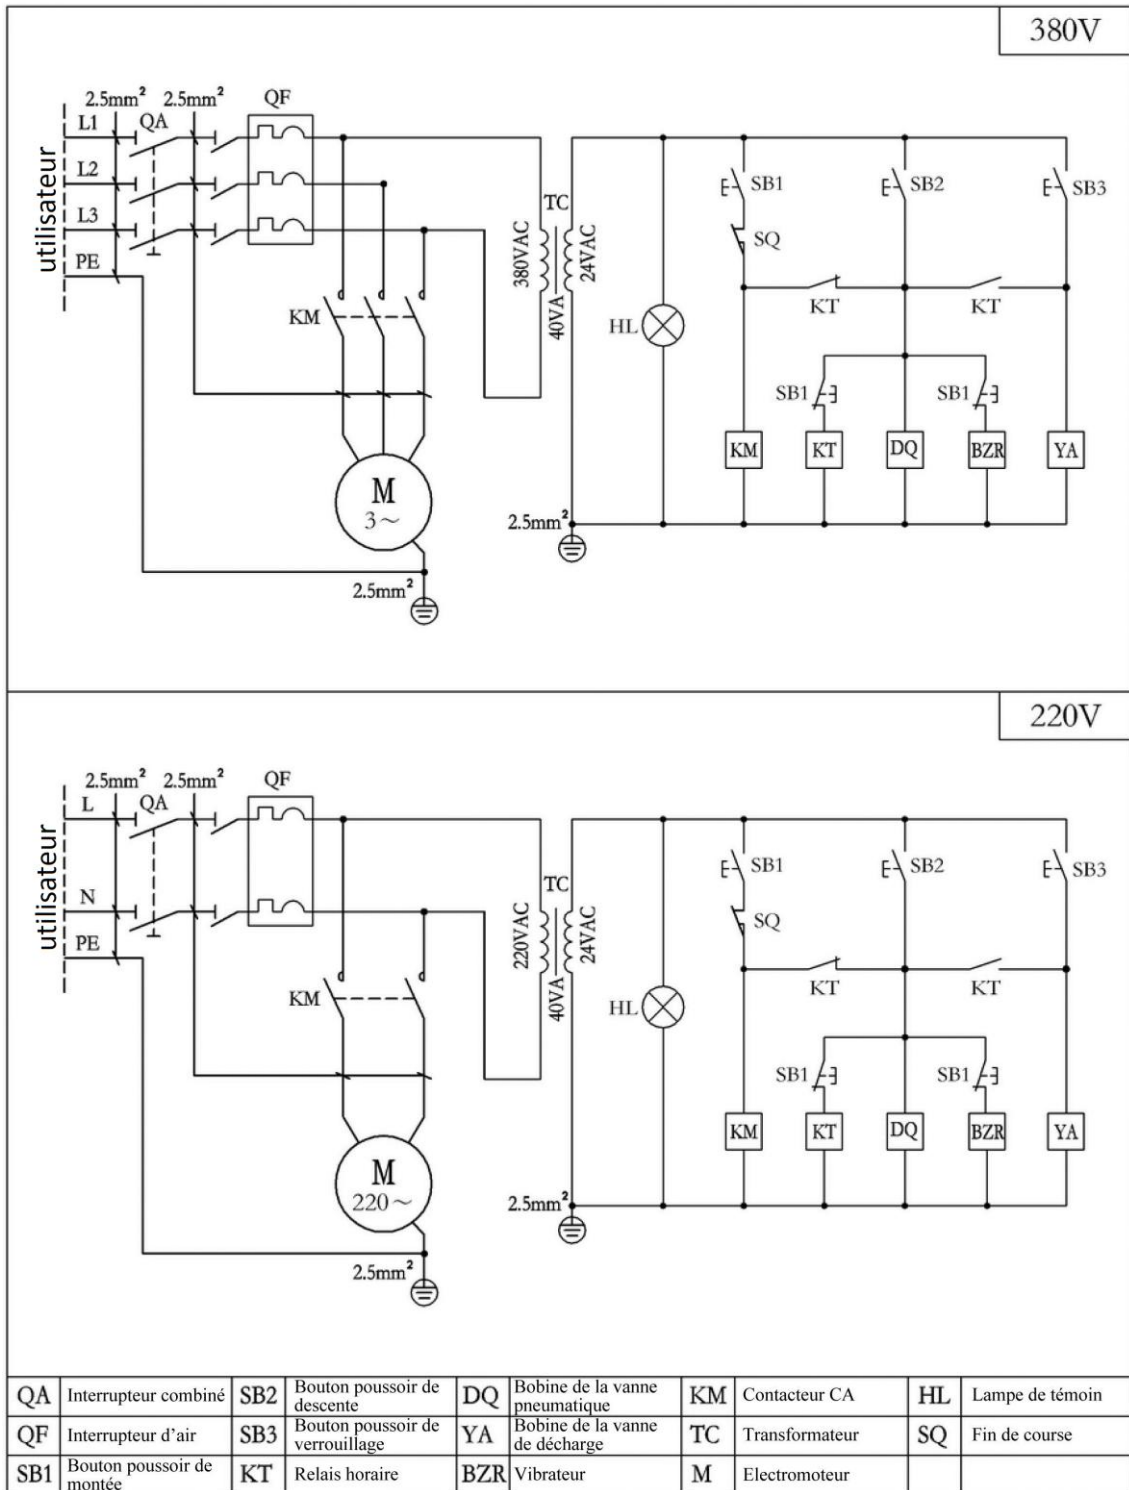 380V
2.5mm² 2.5mm² QF
L1 QA
L2
L3
PE
utilisateur
KM
M
3~
2.5mm²
TC
380VAC
24VAC
40VA
2.5mm²
HL
SB1 SB2 SB3
SQ
KT KT
SB1 SB1
KM KT DQ BZR YA
220V
2.5mm² 2.5mm² QF
L QA
N
PE
utilisateur
KM
M
220~
2.5mm²
TC
220VAC
24VAC
40VA
2.5mm²
HL
SB1 SB2 SB3
SQ
KT KT
SB1 SB1
KM KT DQ BZR YA
QA Interrupteur combiné SB2 Bouton poussoir de descente DQ Bobine de la vanne pneumatique KM Contacteur CA HL Lampe de témoin
QF Interrupteur d'air SB3 Bouton poussoir de verrouillage YA Bobine de la vanne de décharge TC Transformateur SQ Fin de course
SB1 Bouton poussoir de montée KT Relais horaire BZR Vibrateur M Electromoteur